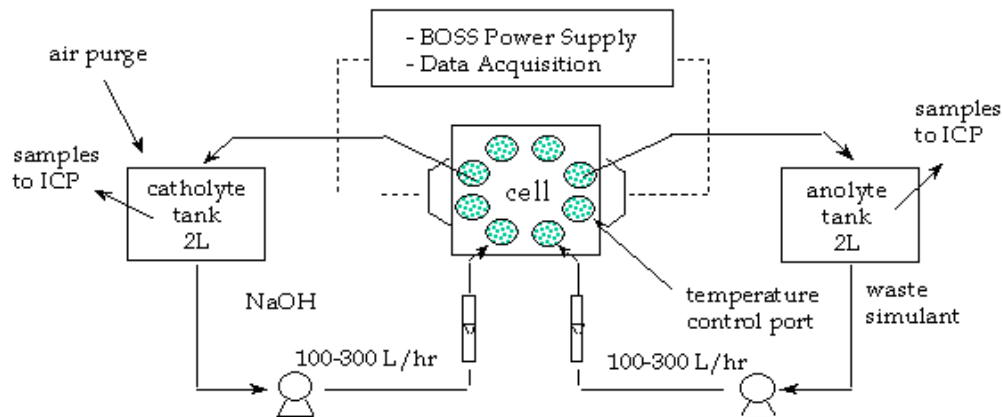 - BOSS Power Supply
- Data Acquisition
air purge
samples
to ICP
catholyte
tank
2L
cell
samples
to ICP
anolyte
tank
2L
NaOH
temperature
control port
waste
simulant
100-300 L/hr
100-300 L/hr